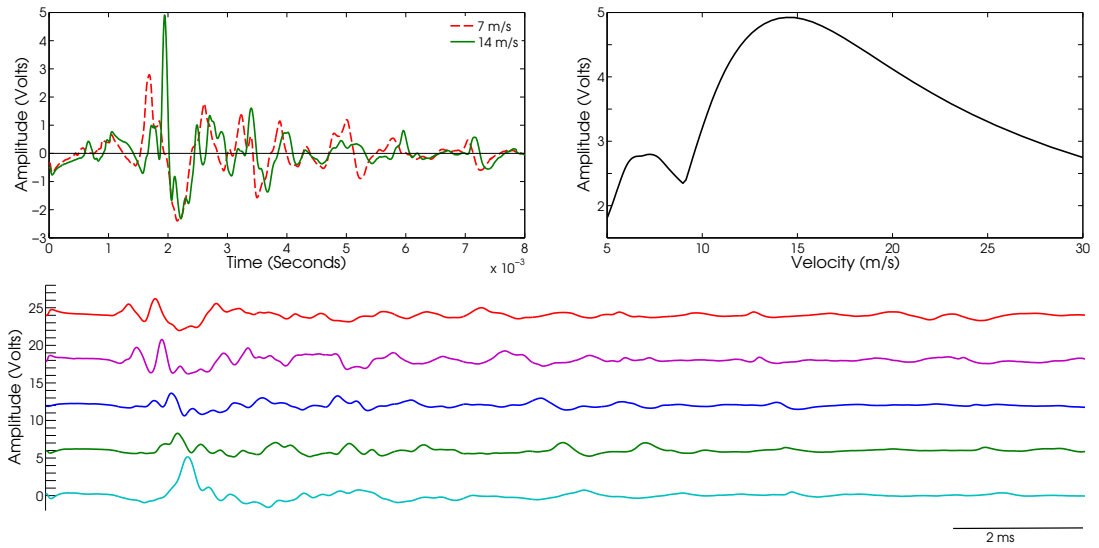 5
4
3
2
1
0
−1
−2
−3
Amplitude (Volts)
7 m/s
14 m/s
0 1 2 3 4 5 6 7 8
Time (Seconds)
x 10⁻³
5
4
3
2
Amplitude (Volts)
5 10 15 20 25 30
Velocity (m/s)
25
20
15
10
5
0
Amplitude (Volts)
2 ms